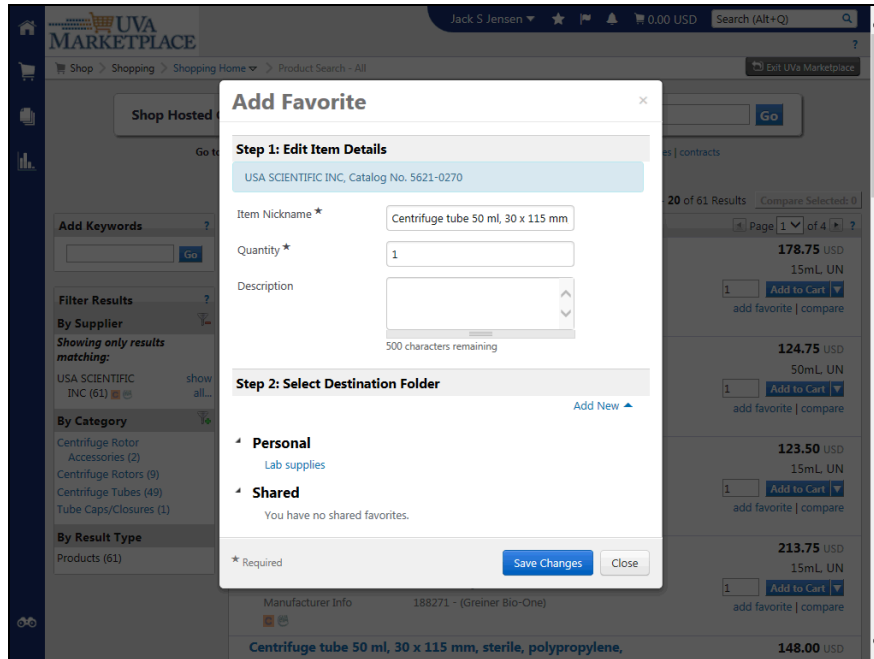 UVA
MARKETPLACE
Jack S Jensen
0.00 USD
Search (Alt+Q)
?
Shop > Shopping > Shopping Home > Product Search - All
Exit UVa Marketplace
Shop Hosted
Go
Go to
es | contracts
20 of 61 Results
Compare Selected: 0
Page 1 of 4 ?
Add Keywords ?
Go
Filter Results ?
By Supplier
Showing only results
matching:
USA SCIENTIFIC
INC (61)
show
all...
By Category
Centrifuge Rotor
Accessories (2)
Centrifuge Rotors (9)
Centrifuge Tubes (49)
Tube Caps/Closures (1)
By Result Type
Products (61)
Add Favorite
×
Step 1: Edit Item Details
USA SCIENTIFIC INC, Catalog No. 5621-0270
Item Nickname ★
Centrifuge tube 50 ml, 30 x 115 mm
Quantity ★
1
Description
500 characters remaining
Step 2: Select Destination Folder
Add New
Personal
Lab supplies
Shared
You have no shared favorites.
★ Required
Save Changes
Close
178.75 USD
15mL, UN
1 Add to Cart
add favorite | compare
124.75 USD
50mL, UN
1 Add to Cart
add favorite | compare
123.50 USD
15mL, UN
1 Add to Cart
add favorite | compare
213.75 USD
15mL, UN
1 Add to Cart
add favorite | compare
Manufacturer Info 188271 - (Greiner Bio-One)
Centrifuge tube 50 ml, 30 x 115 mm, sterile, polypropylene,
148.00 USD